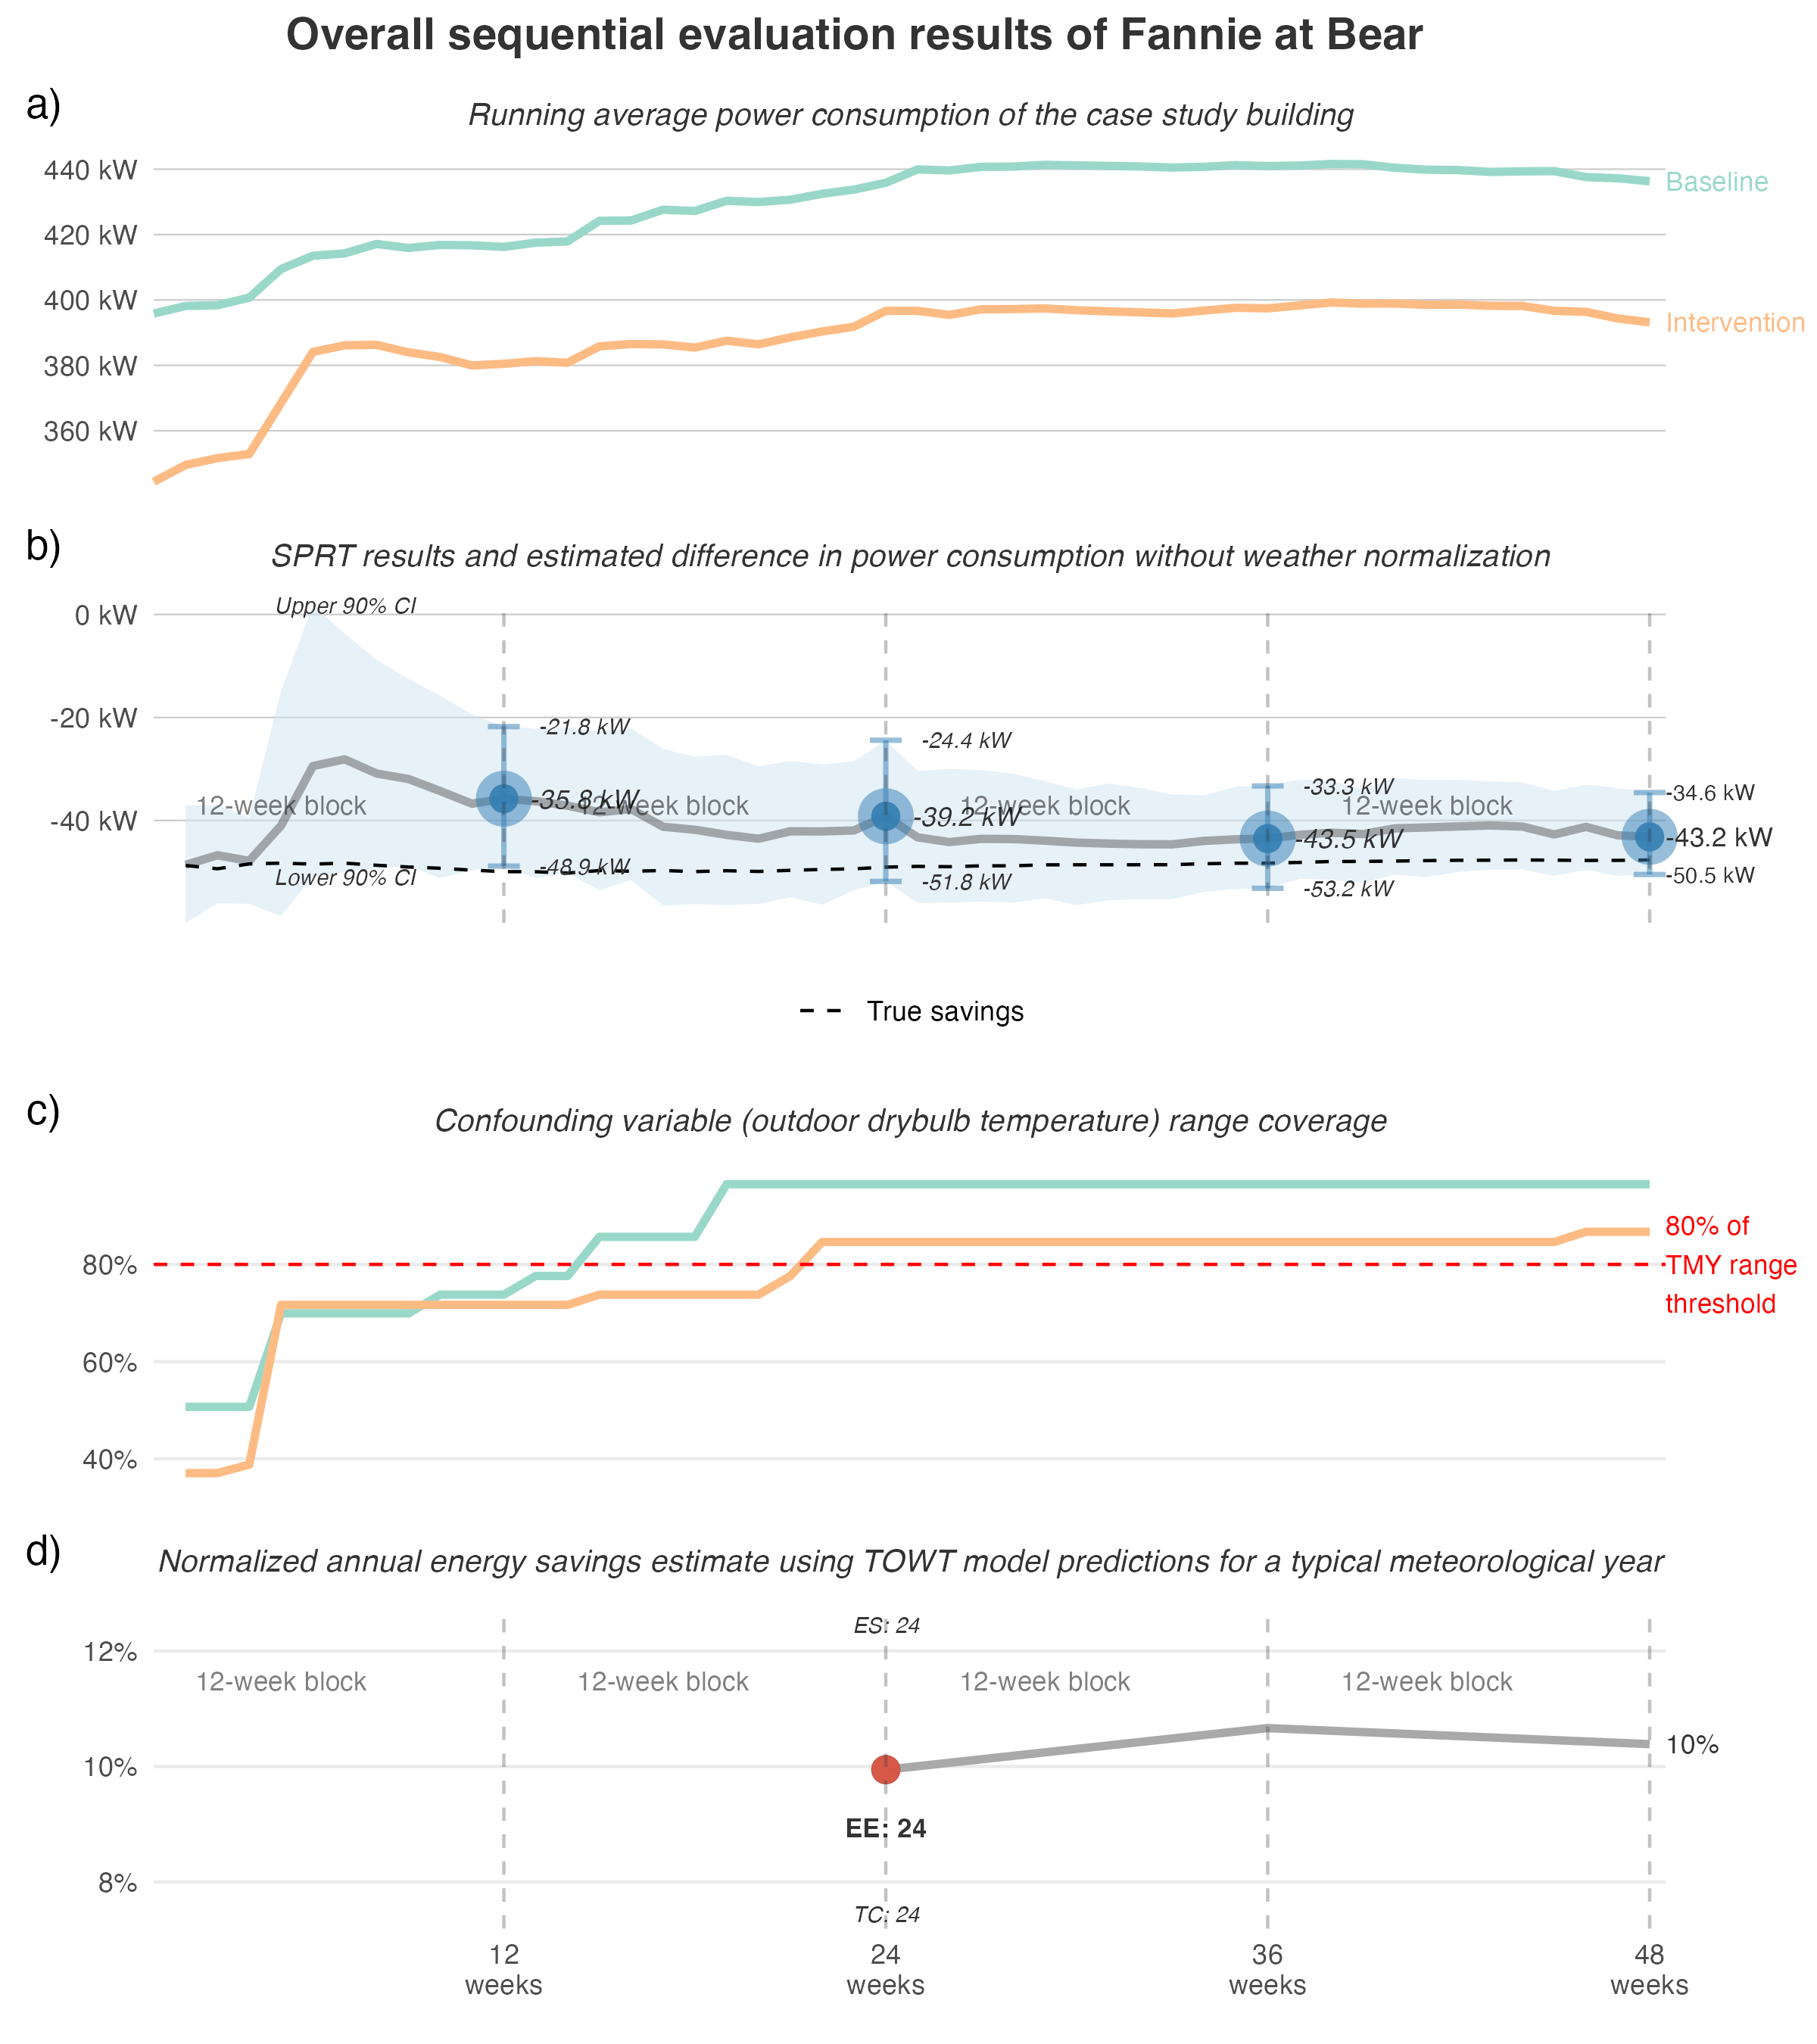 Overall sequential evaluation results of Fannie at Bear
a)
Running average power consumption of the case study building
440 kW
420 kW
400 kW
380 kW
360 kW
Baseline
Intervention
b)
SPRT results and estimated difference in power consumption without weather normalization
0 kW
-20 kW
-40 kW
Upper 90% CI
Lower 90% CI
12-week block
12-week block
12-week block
12-week block
-21.8 kW
-35.8 kW
-48.9 kW
-24.4 kW
-39.2 kW
-51.8 kW
-33.3 kW
-43.5 kW
-53.2 kW
-34.6 kW
-43.2 kW
-50.5 kW
True savings
c)
Confounding variable (outdoor drybulb temperature) range coverage
80%
60%
40%
80% of
TMY range
threshold
d)
Normalized annual energy savings estimate using TOWT model predictions for a typical meteorological year
12%
10%
8%
ES: 24
12-week block
12-week block
12-week block
12-week block
10%
EE: 24
TC: 24
12
weeks
24
weeks
36
weeks
48
weeks